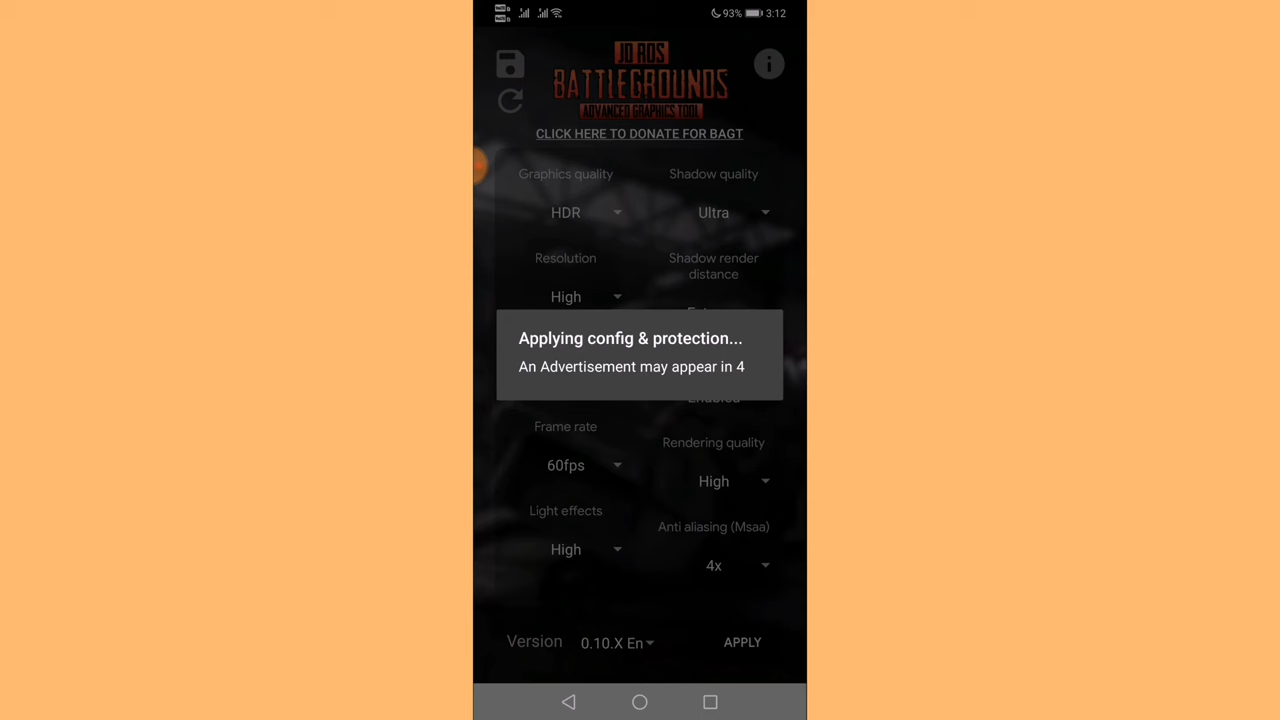 93% 3:12
JO ROS
BATTLEGROUNDS
ADVANCED GRAPHICS TOOL
CLICK HERE TO DONATE FOR BAGT
Graphics quality
Shadow quality
HDR
Ultra
Resolution
Shadow render
distance
High
Applying config & protection...
An Advertisement may appear in 4
Enabled
Frame rate
Rendering quality
60fps
High
Light effects
Anti aliasing (Msaa)
High
4x
Version
0.10.X En
APPLY